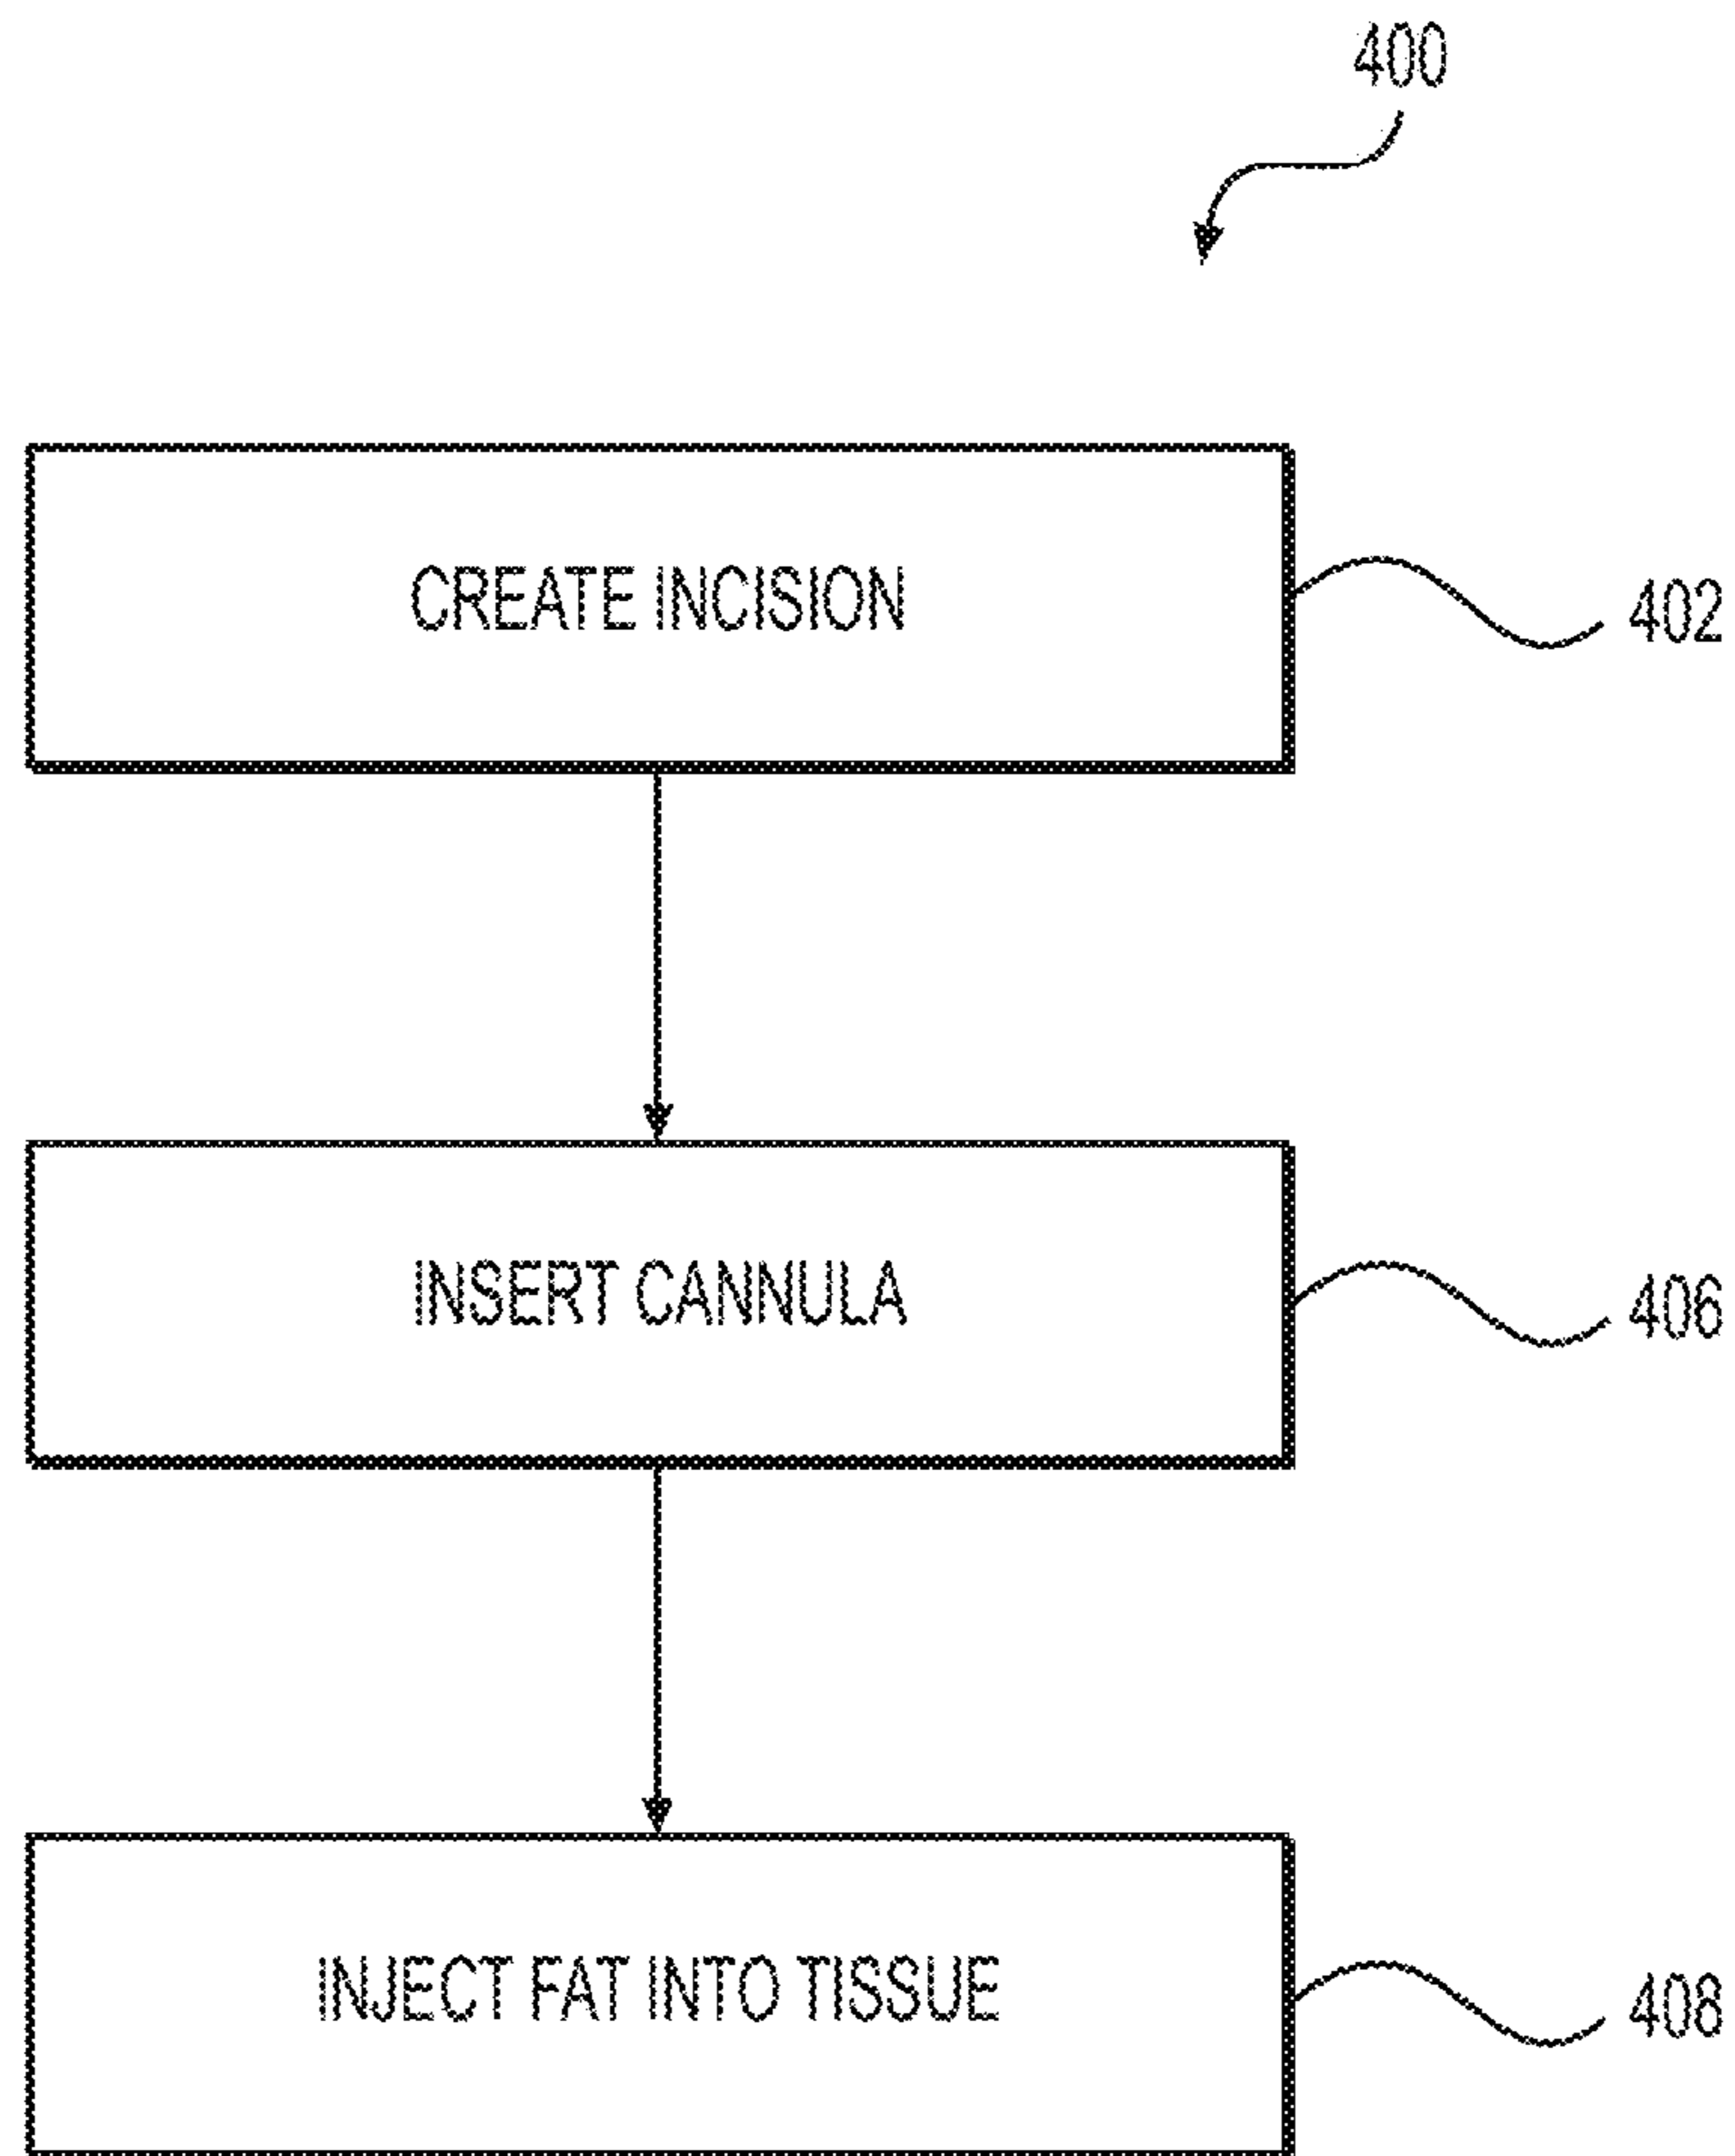 400
CREATE INCISION
402
INSERT CANNULA
406
INJECT FAT INTO TISSUE
408